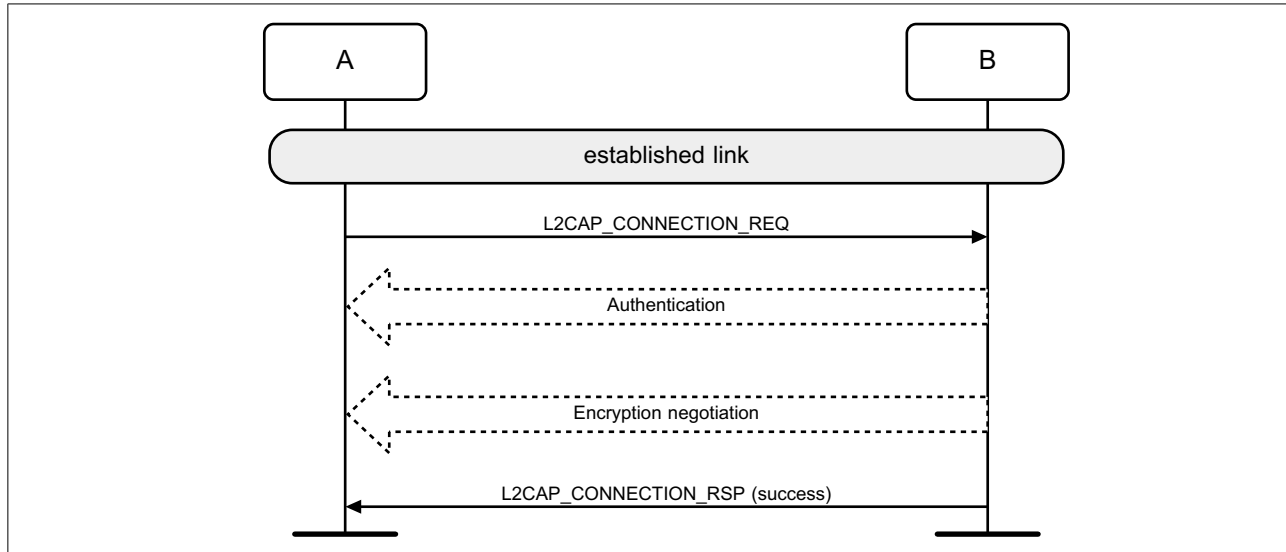 A
B
established link
L2CAP_CONNECTION_REQ
Authentication
Encryption negotiation
L2CAP_CONNECTION_RSP (success)